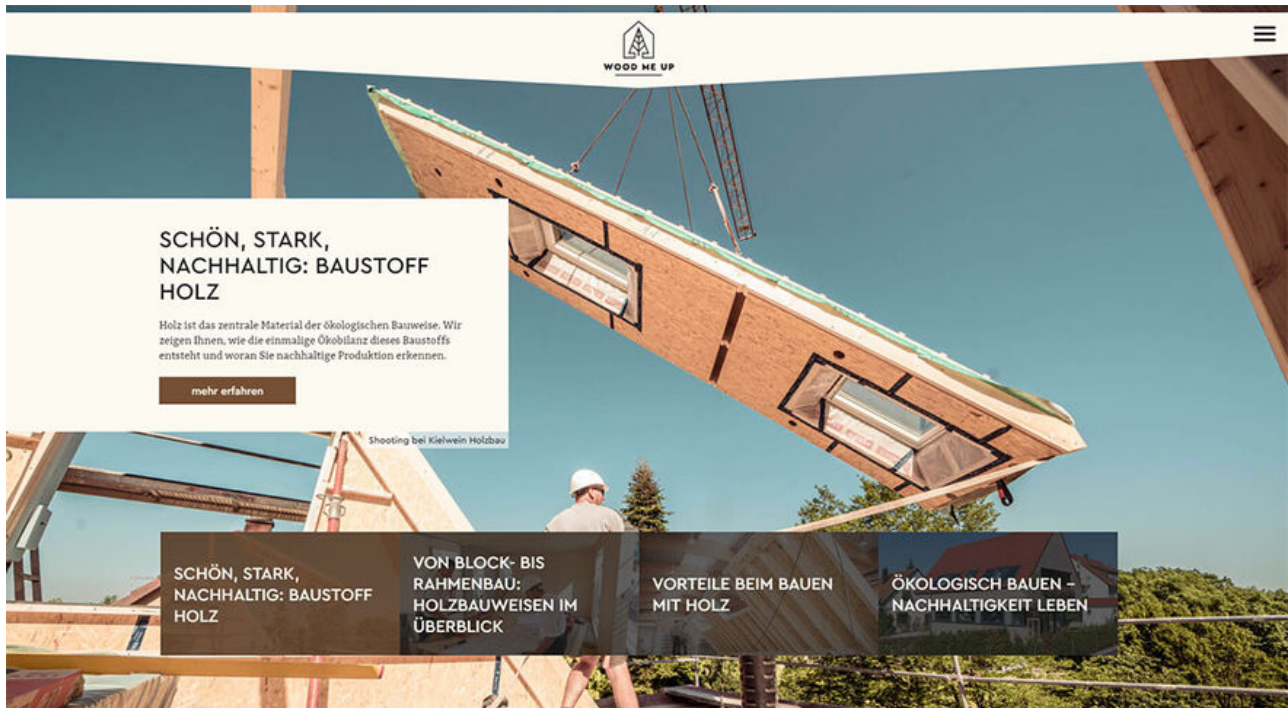 WOOD ME UP
SCHÖN, STARK,
NACHHALTIG: BAUSTOFF
HOLZ
Holz ist das zentrale Material der ökologischen Bauweise. Wir
zeigen Ihnen, wie die einmalige Ökobilanz dieses Baustoffs
entsteht und woran Sie nachhaltige Produktion erkennen.
mehr erfahren
Shooting bei Kielwein Holzbau
SCHÖN, STARK,
NACHHALTIG: BAUSTOFF
HOLZ
VON BLOCK- BIS
RAHMENBAU:
HOLZBAUWEISEN IM
ÜBERBLICK
VORTEILE BEIM BAUEN
MIT HOLZ
ÖKOLOGISCH BAUEN –
NACHHALTIGKEIT LEBEN